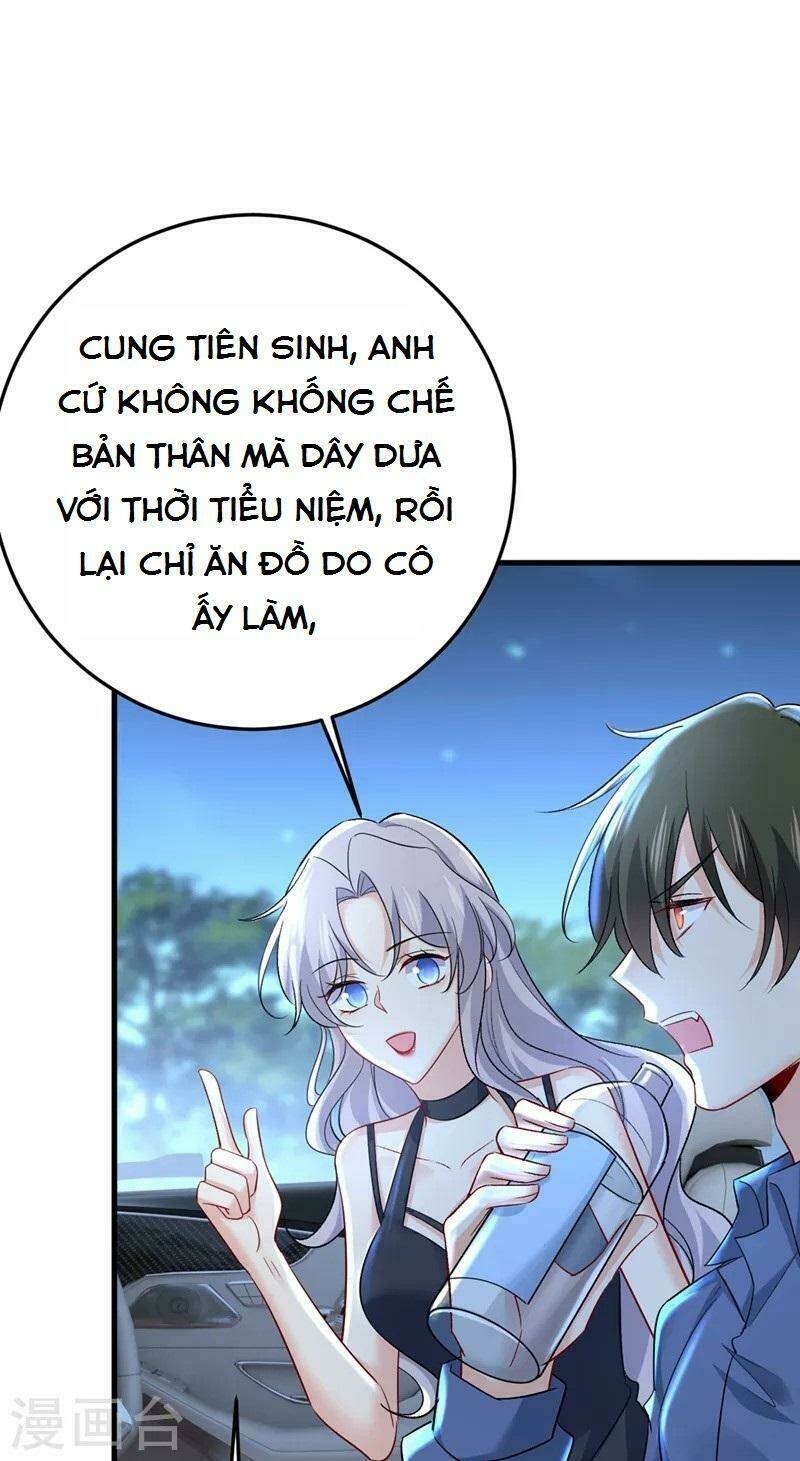 CUNG TIÊN SINH, ANH
CỨ KHÔNG KHỐNG CHẾ
BẢN THÂN MÀ DÂY DƯA
VỚI THỜI TIỂU NIỆM, RỒI
LẠI CHỈ ĂN ĐỒ DO CÔ
ẤY LÀM,
漫画台